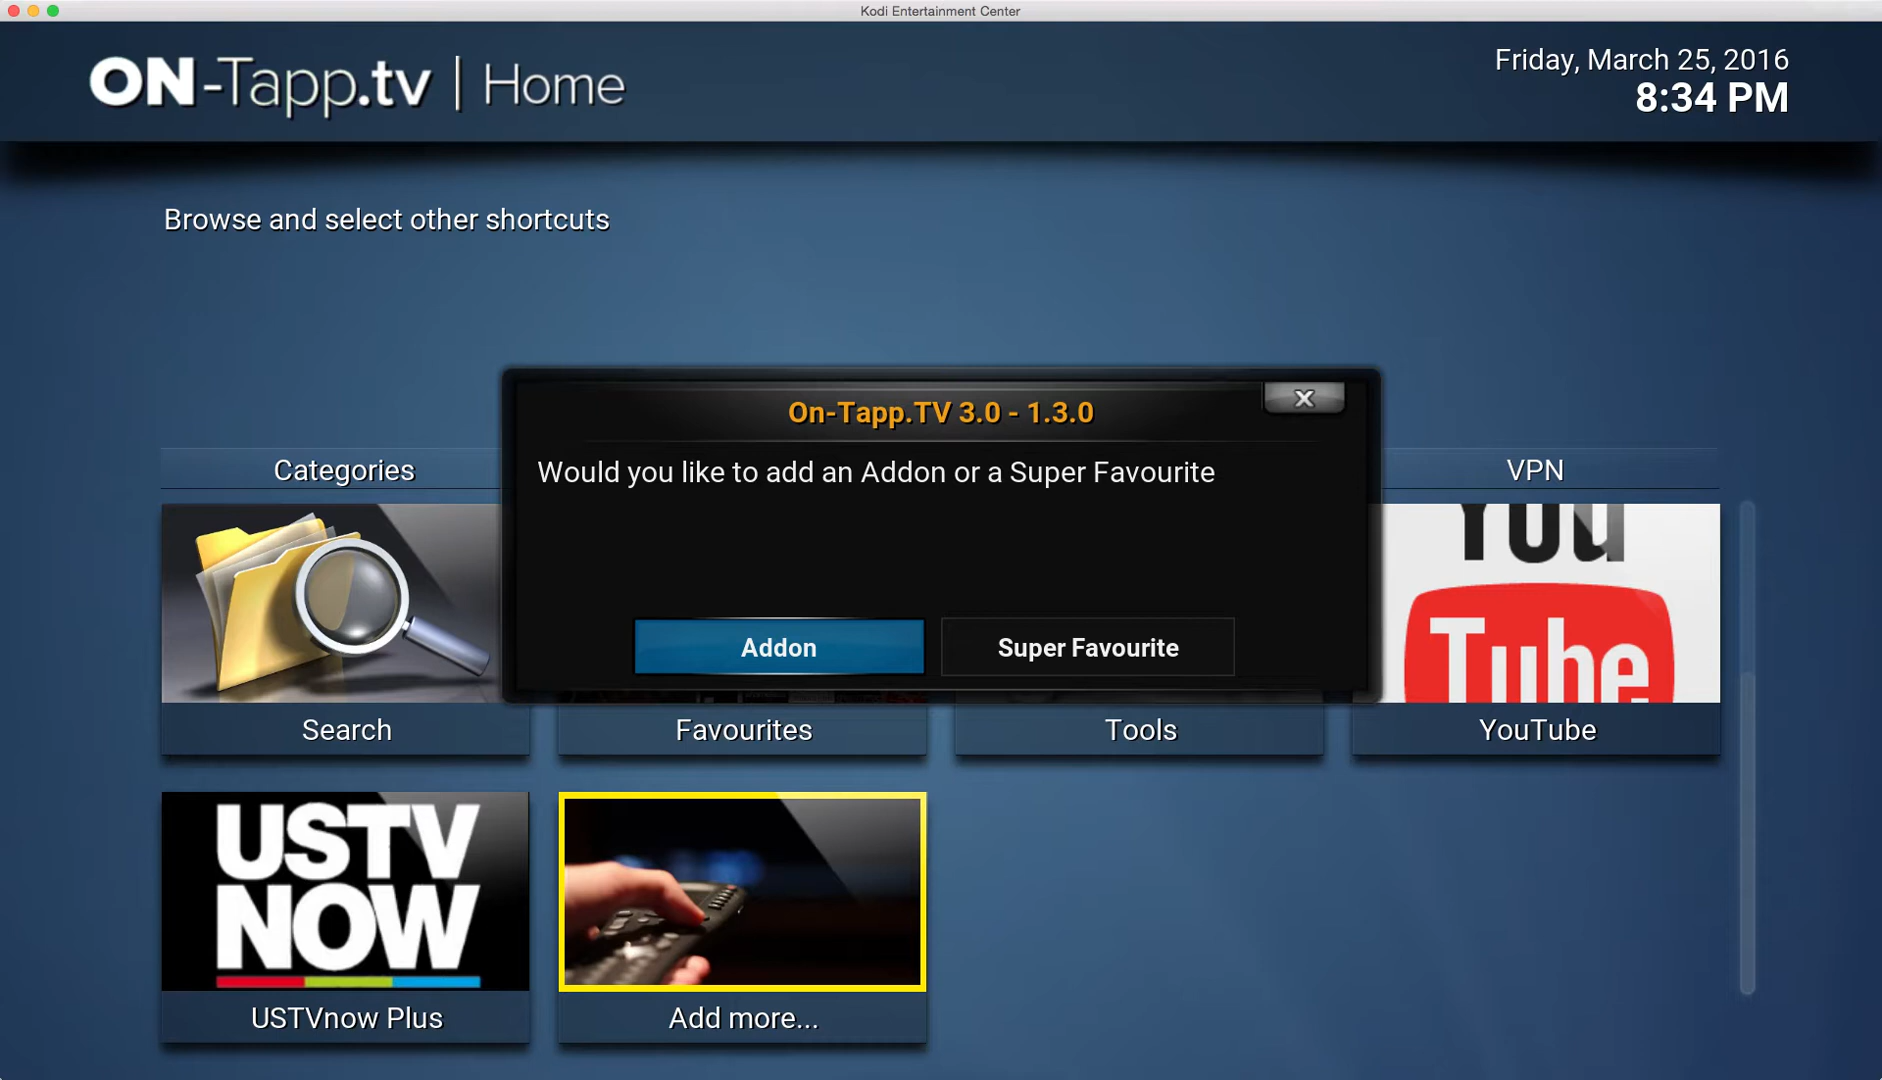 Kodi Entertainment Center
ON-Tapp.tv | Home
Friday, March 25, 2016
8:34 PM
Browse and select other shortcuts
On-Tapp.TV 3.0 - 1.3.0
X
Would you like to add an Addon or a Super Favourite
Addon
Super Favourite
Categories
VPN
You
Tube
Search
Favourites
Tools
YouTube
USTV
NOW
USTVnow Plus
Add more...